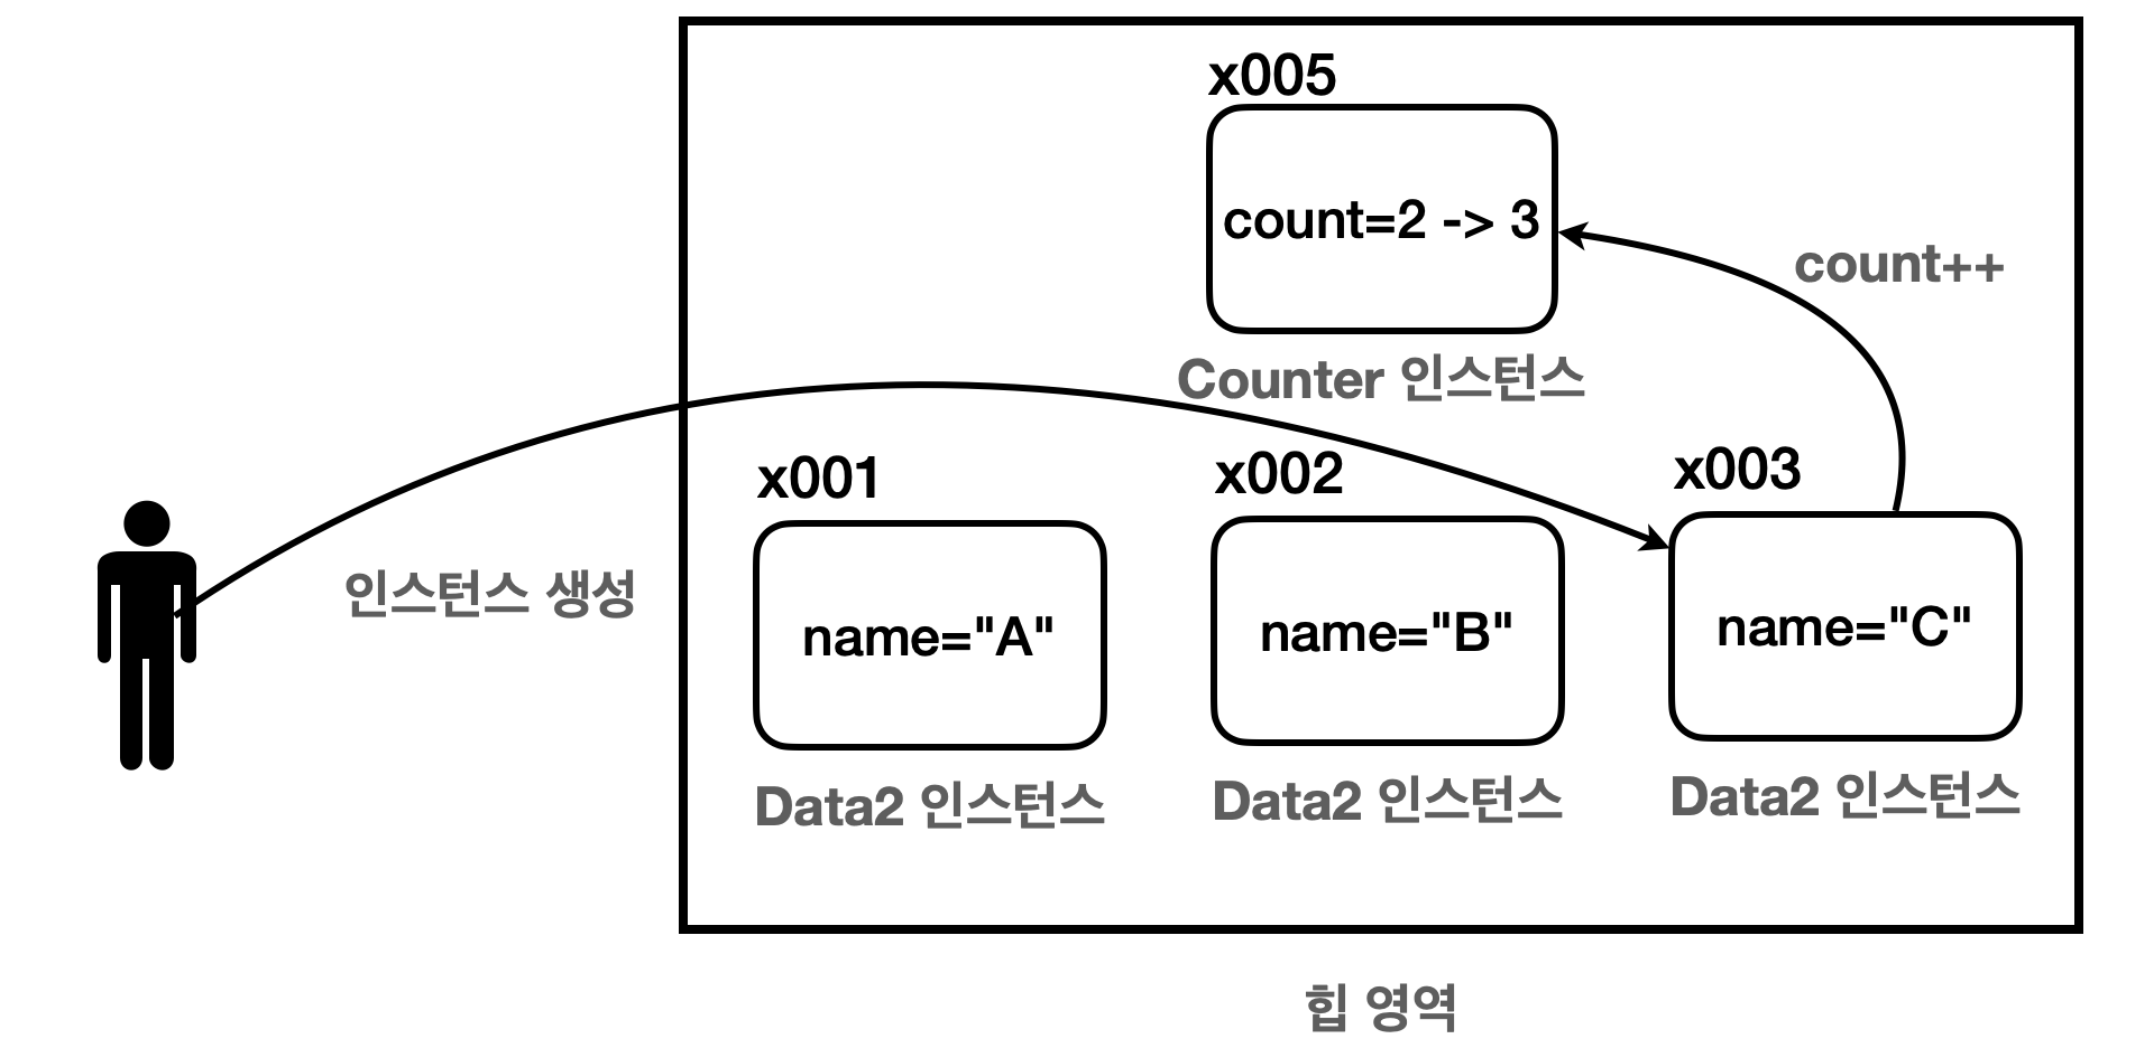 x005
count=2 -> 3
count++
Counter 인스턴스
x001
x002
x003
인스턴스 생성
name="A"
name="B"
name="C"
Data2 인스턴스
Data2 인스턴스
Data2 인스턴스
힙 영역